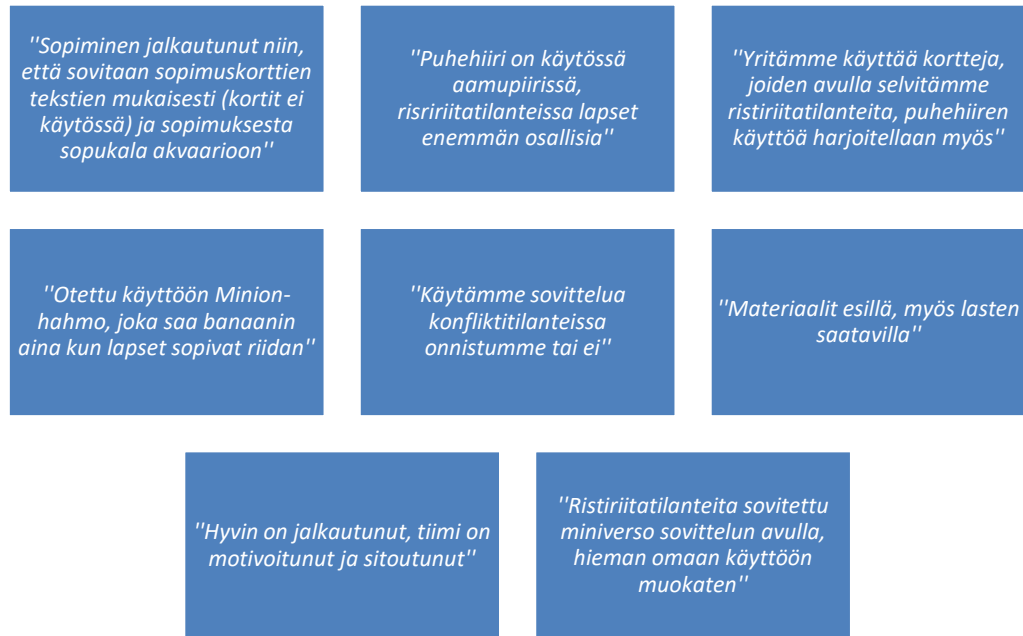 "Sopiminen jalkautunut niin,
että sovitaan sopimuskorttien
tekstien mukaisesti (kortit ei
käytössä) ja sopimuksesta
sopukala akvaarioon"
"Puhehiiri on käytössä
aamupiirissä,
risriritatilanteissa lapset
enemmän osallisia"
"Yritämme käyttää kortteja,
joiden avulla selvitämme
ristiriitatilanteita, puhehiiren
käyttöä harjoitellaan myös"
"Otettu käyttöön Minion-
hahmo, joka saa banaanin
aina kun lapset sopivat riidan"
"Käytämme sovittelua
konfliktitilanteissa
onnistumme tai ei"
"Materiaalit esillä, myös lasten
saatavilla"
"Hyvin on jalkautunut, tiimi on
motivoitunut ja sitoutunut"
"Ristiriitatilanteita sovitettu
miniverso sovittelun avulla,
hieman omaan käyttöön
muokaten"